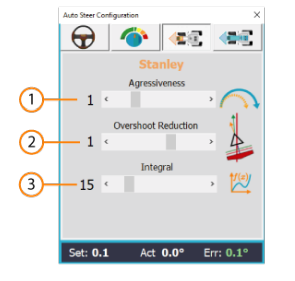 Auto Steer Configuration
Stanley
Agressiveness
1 1
Overshoot Reduction
2 1
Integral
3 15
f(x)
Set: 0.1 Act 0.0° Err: 0.1°